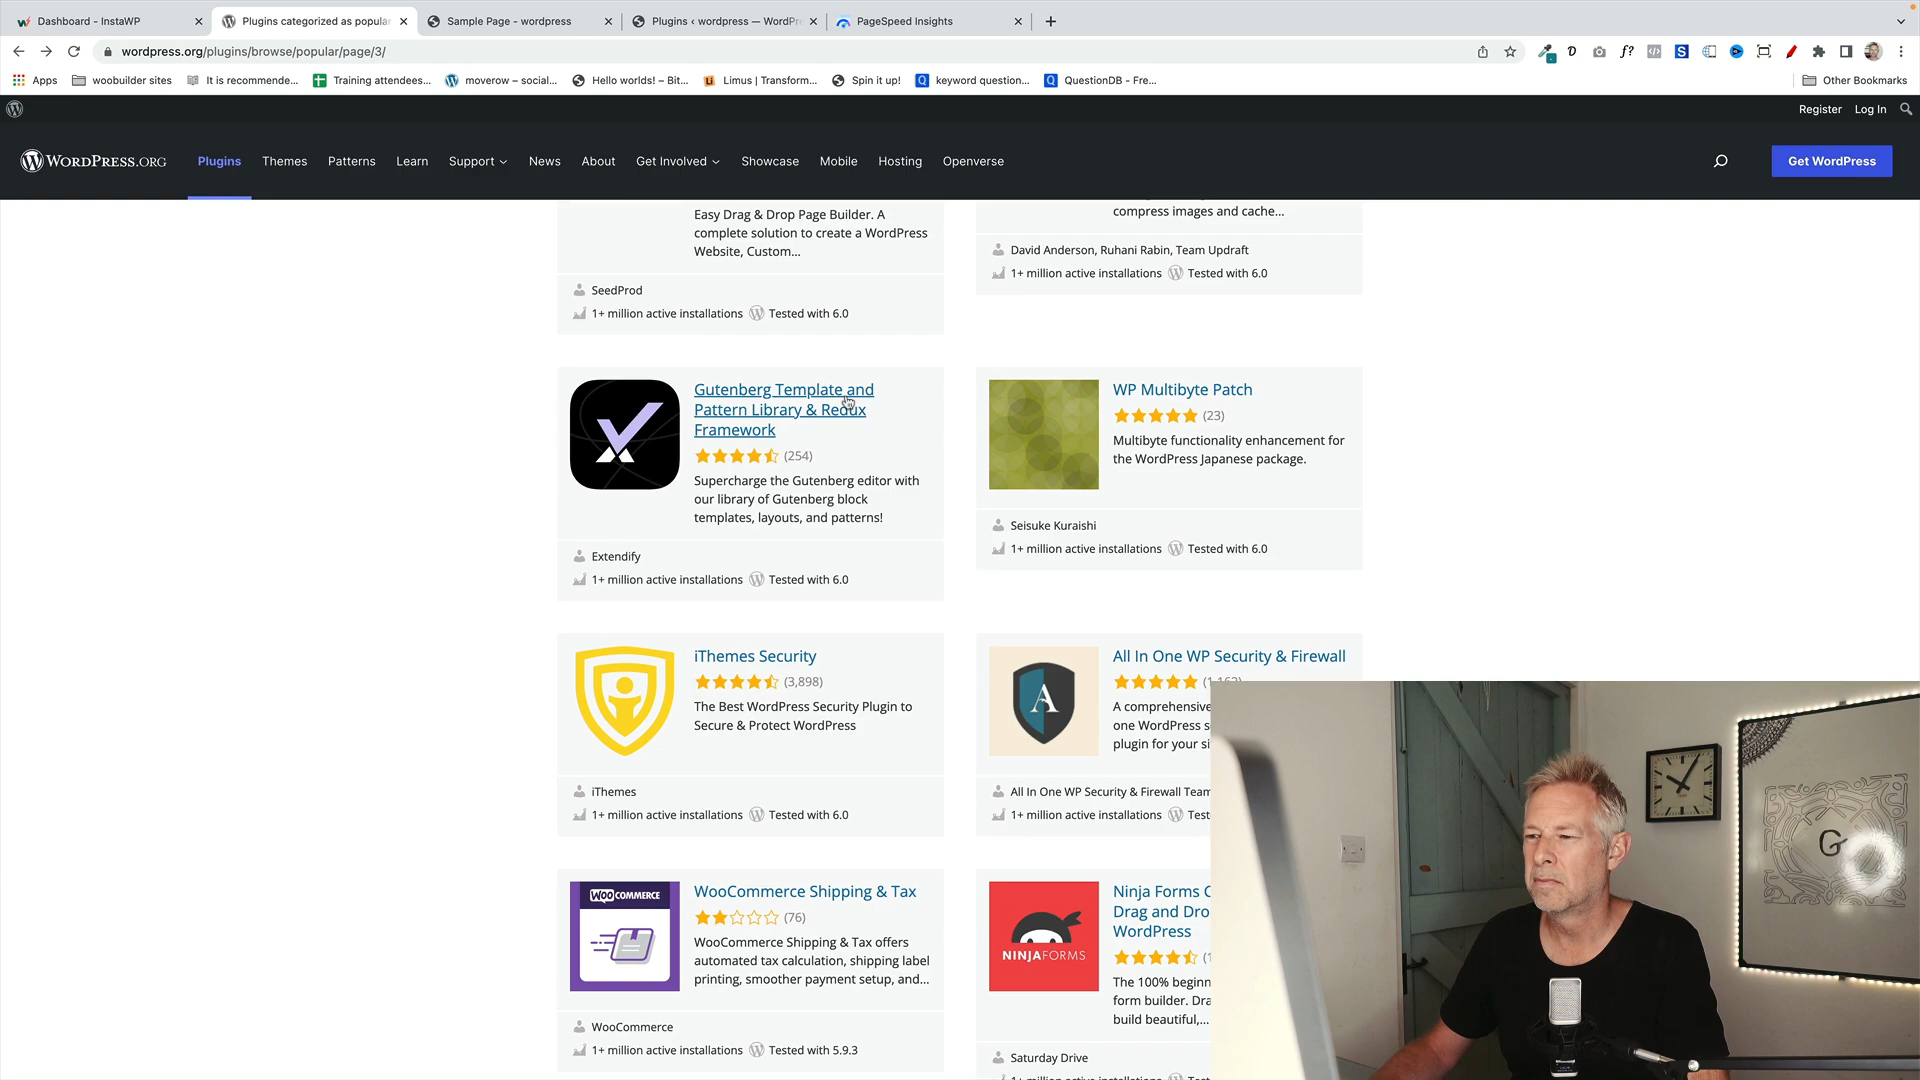 Dashboard - InstaWP
Plugins categorized as popula
Sample Page - wordpress
Plugins ‹ wordpress — WordPr
PageSpeed Insights
wordpress.org/plugins/browse/popular/page/3/
Apps
woobuilder sites
It is recommende...
Training attendees...
moverow – social...
Hello worlds! – Bit...
Limus | Transform...
Spin it up!
keyword question...
QuestionDB - Fre...
Other Bookmarks
Register Log In
WORDPRESS.ORG Plugins Themes Patterns Learn Support News About Get Involved Showcase Mobile Hosting Openverse Get WordPress
Easy Drag & Drop Page Builder. A
complete solution to create a WordPress
Website, Custom...
SeedProd
1+ million active installations Tested with 6.0
compress images and cache...
David Anderson, Ruhani Rabin, Team Updraft
1+ million active installations Tested with 6.0
Gutenberg Template and
Pattern Library & Redux
Framework
(254)
Supercharge the Gutenberg editor with
our library of Gutenberg block
templates, layouts, and patterns!
Extendify
1+ million active installations Tested with 6.0
WP Multibyte Patch
(23)
Multibyte functionality enhancement for
the WordPress Japanese package.
Seisuke Kuraishi
1+ million active installations Tested with 6.0
iThemes Security
(3,898)
The Best WordPress Security Plugin to
Secure & Protect WordPress
iThemes
1+ million active installations Tested with 6.0
All In One WP Security & Firewall
A comprehensive
one WordPress s
plugin for your si
All In One WP Security & Firewall Team
1+ million active installations Tes
WOO COMMERCE
WooCommerce Shipping & Tax
(76)
WooCommerce Shipping & Tax offers
automated tax calculation, shipping label
printing, smoother payment setup, and...
WooCommerce
1+ million active installations Tested with 5.9.3
NINJAFORMS
Ninja Forms C
Drag and Dro
WordPress
The 100% beginn
form builder. Dra
build beautiful,...
Saturday Drive
G